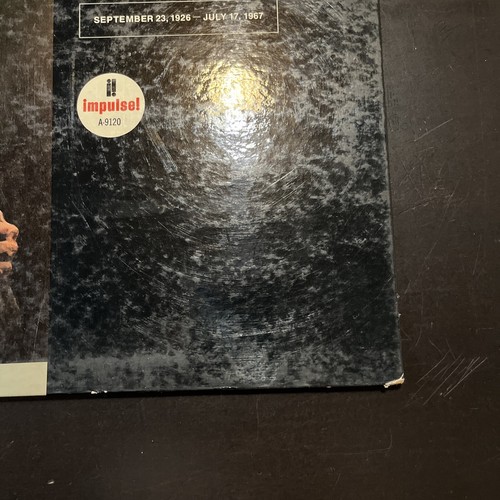 SEPTEMBER 23, 1926 — JULY 17, 1967
impulse!
A-9120